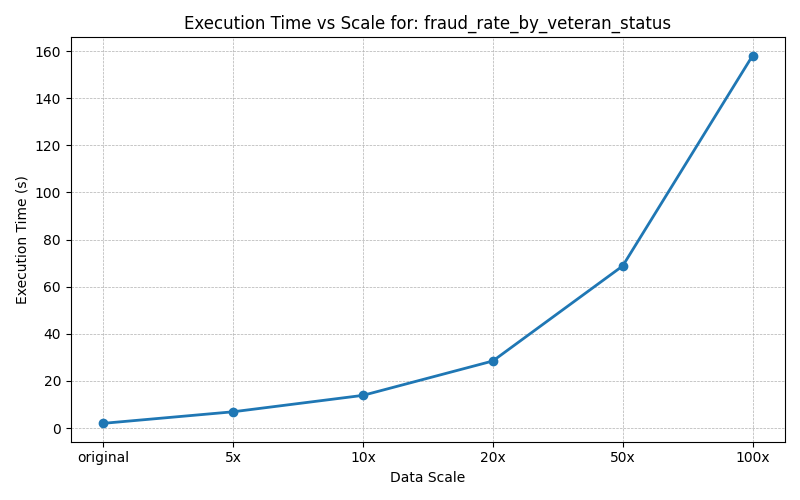 Execution Time vs Scale for: fraud_rate_by_veteran_status
160
140
120
100
80
60
40
20
0
Execution Time (s)
original 5x 10x 20x 50x 100x
Data Scale